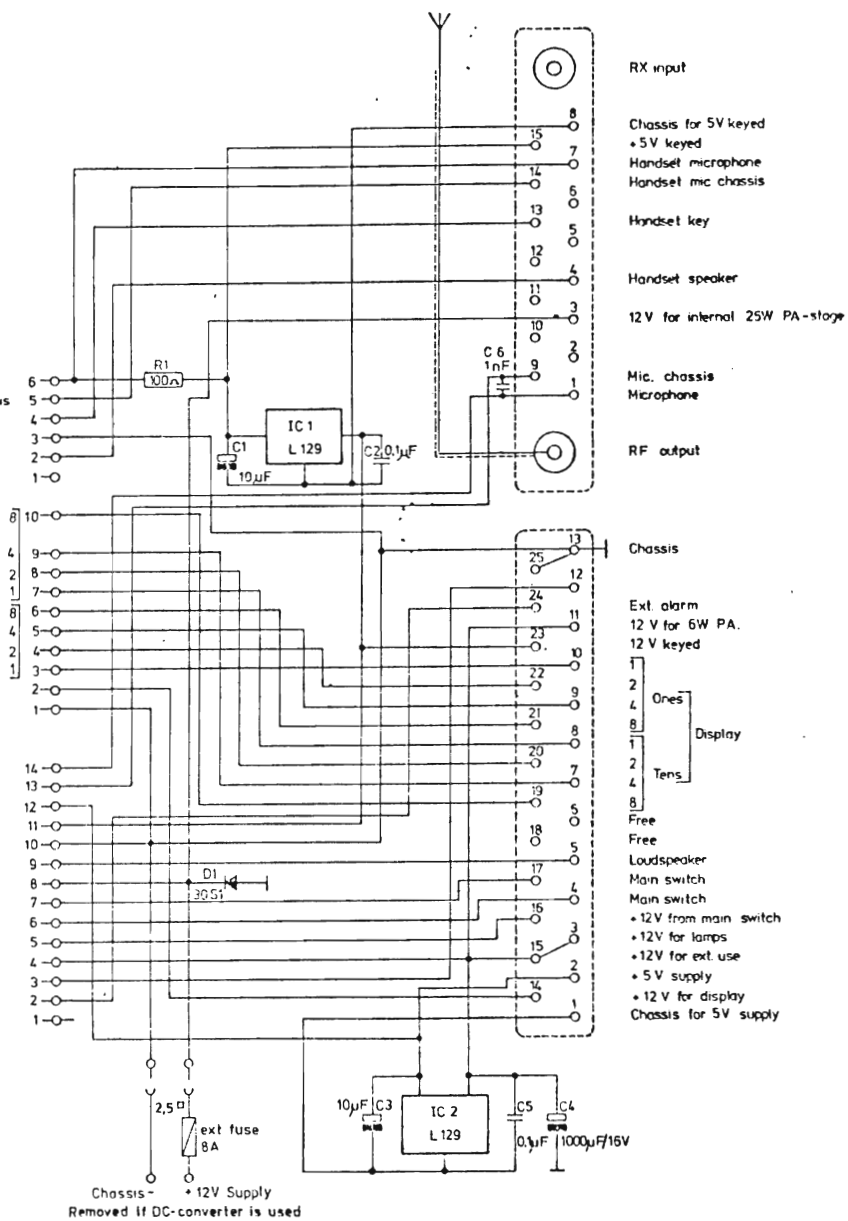 RX input
8
Chassis for 5V keyed
15
+5V keyed
7
Handset microphone
14
Handset mic chassis
6
13
Handset key
5
12
4
Handset speaker
11
3
12V for internal 25W PA-stage
10
2
C6
1nF
9
Mic. chassis
1
Microphone
RF output
R1
100Ω
6
5
4
3
2
1
IC1
L129
C1
10µF
C2 0,1µF
8
4
2
1
8
4
2
1
10
9
8
7
6
5
4
3
2
1
13
Chassis
25
12
24
Ext. alarm
11
12 V for 6W PA.
23
12 V keyed
10
1
22
2
Ones
9
4
21
8
Display
8
1
20
2
Tens
7
4
19
8
6
Free
18
Free
5
Loudspeaker
17
Main switch
4
Main switch
16
+12V from main switch
3
+12V for lamps
15
+12V for ext. use
2
+5V supply
14
+12V for display
1
Chassis for 5V supply
14
13
12
11
10
9
8
7
6
5
4
3
2
1
D1
30S1
2,5
ext fuse
8A
10µF C3
IC 2
L129
C5
0,1µF
C4
1000µF/16V
Chassis-
+12V Supply
Removed if DC-converter is used